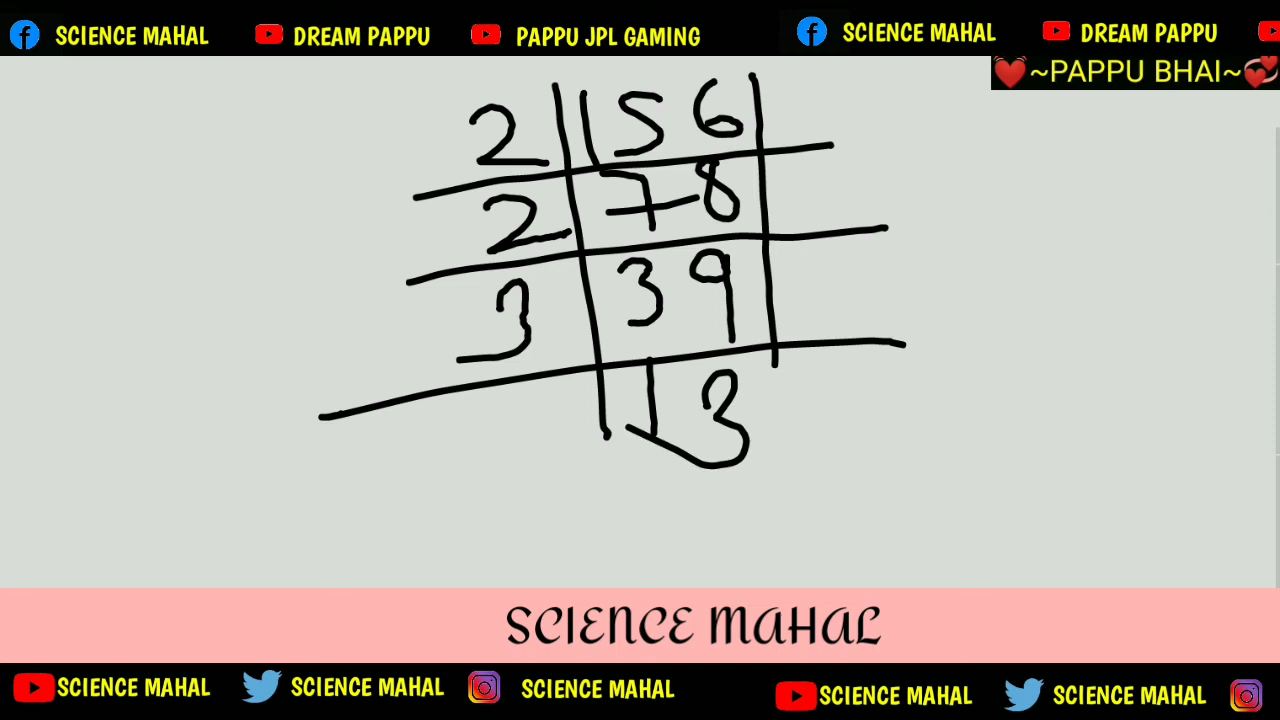 SCIENCE MAHAL DREAM PAPPU PAPPU JPL GAMING SCIENCE MAHAL DREAM PAPPU
~PAPPU BHAI~
2 156
2 78
3 39
13
SCIENCE MAHAL
SCIENCE MAHAL SCIENCE MAHAL SCIENCE MAHAL SCIENCE MAHAL SCIENCE MAHAL